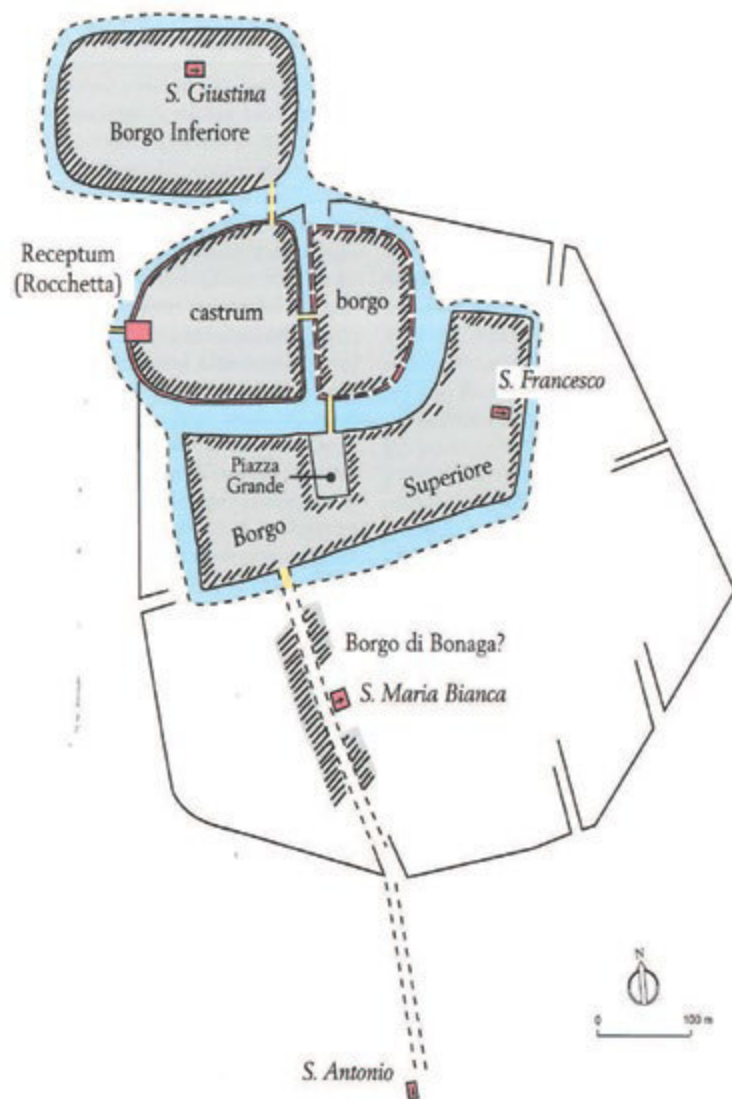 S. Giustina
Borgo Inferiore
Receptum
(Rocchetta)
castrum
borgo
S. Francesco
Piazza
Grande
Superiore
Borgo
Borgo di Bonaga?
S. Maria Bianca
N
0 100 m
S. Antonio